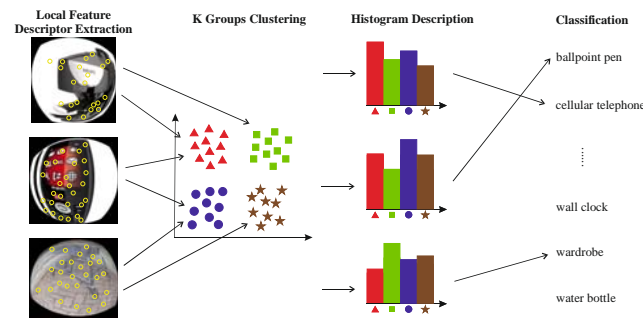 Local Feature
Descriptor Extraction
K Groups Clustering
Histogram Description
Classification
ballpoint pen
cellular telephone
......
wall clock
wardrobe
water bottle